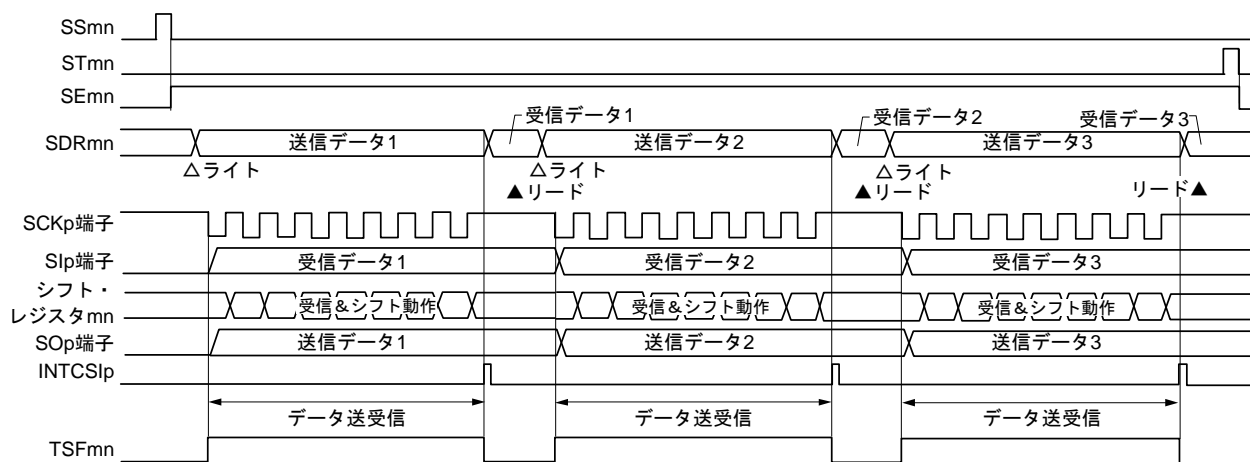 SSmn
STmn
SEmn
受信データ1 受信データ2 受信データ3
SDRmn 送信データ1 送信データ2 送信データ3
△ライト △ライト △ライト
▲リード ▲リード リード▲
SCKp端子
SIp端子 受信データ1 受信データ2 受信データ3
シフト・
レジスタmn 受信&シフト動作 受信&シフト動作 受信&シフト動作
SOp端子 送信データ1 送信データ2 送信データ3
INTCSIp
データ送受信 データ送受信 データ送受信
TSFmn